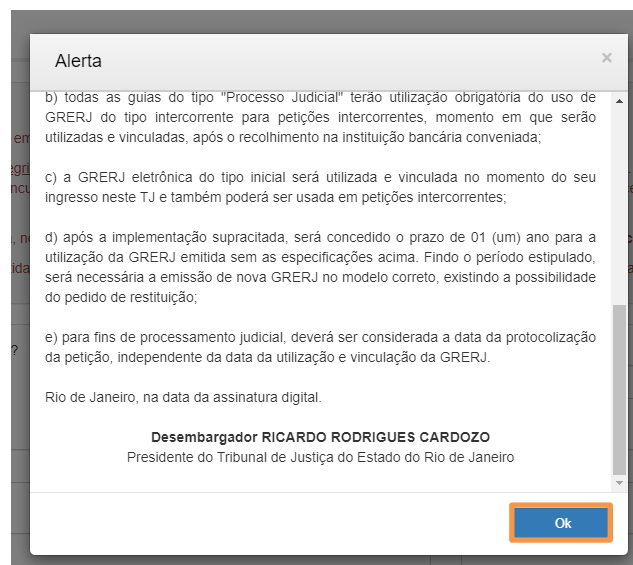 Alerta
×
b) todas as guias do tipo "Processo Judicial" terão utilização obrigatória do uso de
GRERJ do tipo intercorrente para petições intercorrentes, momento em que serão
utilizadas e vinculadas, após o recolhimento na instituição bancária conveniada;
c) a GRERJ eletrônica do tipo inicial será utilizada e vinculada no momento do seu
ingresso neste TJ e também poderá ser usada em petições intercorrentes;
d) após a implementação supracitada, será concedido o prazo de 01 (um) ano para a
utilização da GRERJ emitida sem as especificações acima. Findo o período estipulado,
será necessária a emissão de nova GRERJ no modelo correto, existindo a possibilidade
do pedido de restituição;
e) para fins de processamento judicial, deverá ser considerada a data da protocolização
da petição, independente da data da utilização e vinculação da GRERJ.
Rio de Janeiro, na data da assinatura digital.
Desembargador RICARDO RODRIGUES CARDOZO
Presidente do Tribunal de Justiça do Estado do Rio de Janeiro
Ok